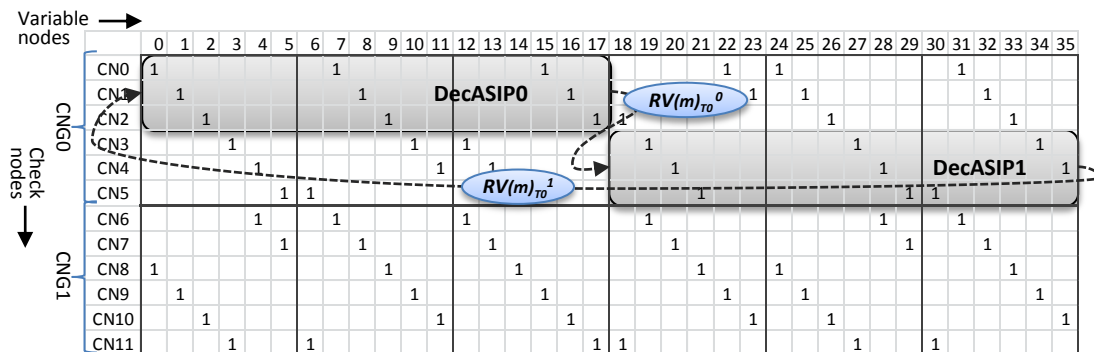 Variable nodes
0 1 2 3 4 5 6 7 8 9 10 11 12 13 14 15 16 17 18 19 20 21 22 23 24 25 26 27 28 29 30 31 32 33 34 35
CN0 1 1 1 1 1 1
CN1 1 1 DecASIP0 1 RV(m)T0 0 1 1 1
CN2 1 1 1 1 1 1
CN3 1 1 1 1 1 1
CN4 1 1 1 1 1 DecASIP1 1
CN5 1 1 RV(m)T0 1 1 1 1
CN6 1 1 1 1 1 1
CN7 1 1 1 1 1 1
CN8 1 1 1 1 1 1
CN9 1 1 1 1 1 1
CN10 1 1 1 1 1 1
CN11 1 1 1 1 1 1
Check nodes
CNG0
CNG1